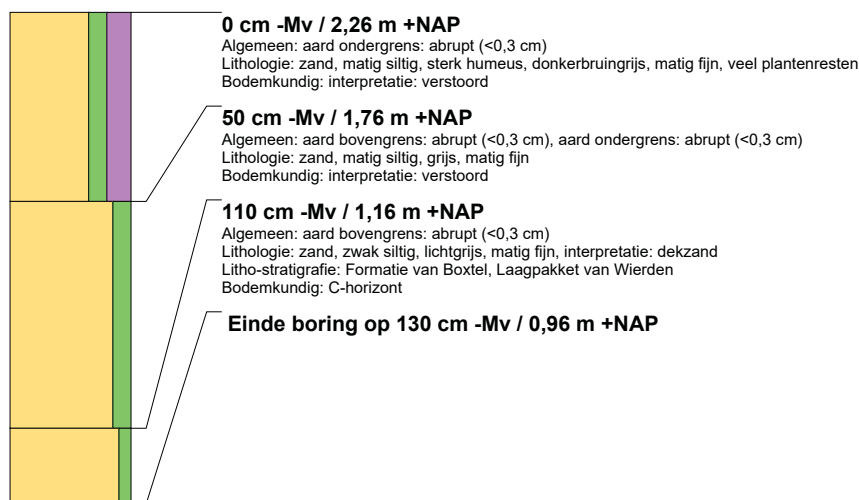 0 cm -Mv / 2,26 m +NAP
Algemeen: aard ondergrens: abrupt (<0,3 cm)
Lithologie: zand, matig siltig, sterk humeus, donkerbruingrijs, matig fijn, veel plantenresten
Bodemkundig: interpretatie: verstoord
50 cm -Mv / 1,76 m +NAP
Algemeen: aard bovengrens: abrupt (<0,3 cm), aard ondergrens: abrupt (<0,3 cm)
Lithologie: zand, matig siltig, grijs, matig fijn
Bodemkundig: interpretatie: verstoord
110 cm -Mv / 1,16 m +NAP
Algemeen: aard bovengrens: abrupt (<0,3 cm)
Lithologie: zand, zwak siltig, lichtgrijs, matig fijn, interpretatie: dekzand
Litho-stratigrafie: Formatie van Boxtel, Laagpakket van Wierden
Bodemkundig: C-horizont
Einde boring op 130 cm -Mv / 0,96 m +NAP